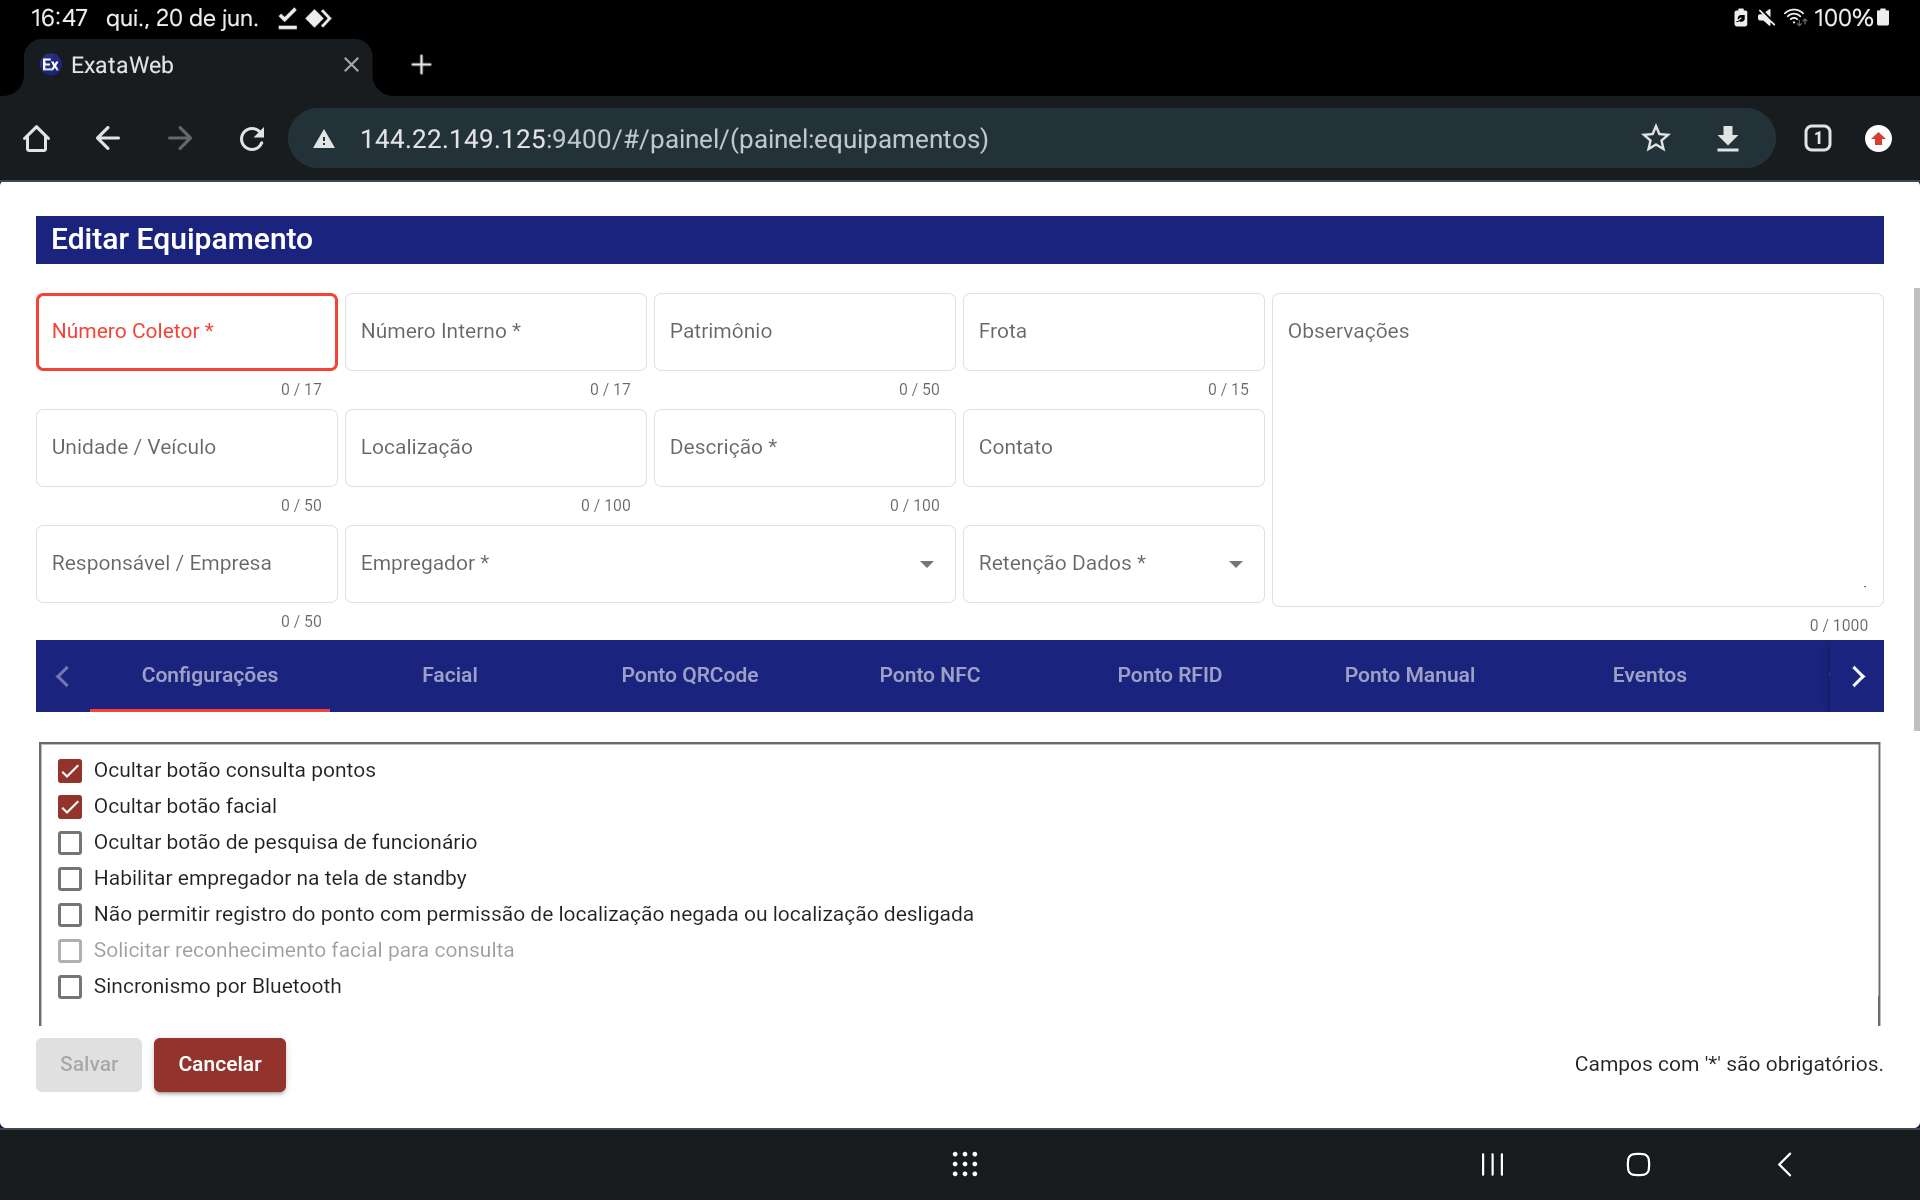 16:47 qui., 20 de jun. 100%
Ex ExataWeb
144.22.149.125:9400/#/painel/(painel:equipamentos) 1
Editar Equipamento
Número Coletor * Número Interno * Patrimônio Frota Observações
0 / 17 0 / 17 0 / 50 0 / 15
Unidade / Veículo Localização Descrição * Contato
0 / 50 0 / 100 0 / 100
Responsável / Empresa Empregador * Retenção Dados *
0 / 50 0 / 1000
Configurações Facial Ponto QRCode Ponto NFC Ponto RFID Ponto Manual Eventos
Ocultar botão consulta pontos
Ocultar botão facial
Ocultar botão de pesquisa de funcionário
Habilitar empregador na tela de standby
Não permitir registro do ponto com permissão de localização negada ou localização desligada
Solicitar reconhecimento facial para consulta
Sincronismo por Bluetooth
Salvar Cancelar Campos com '*' são obrigatórios.